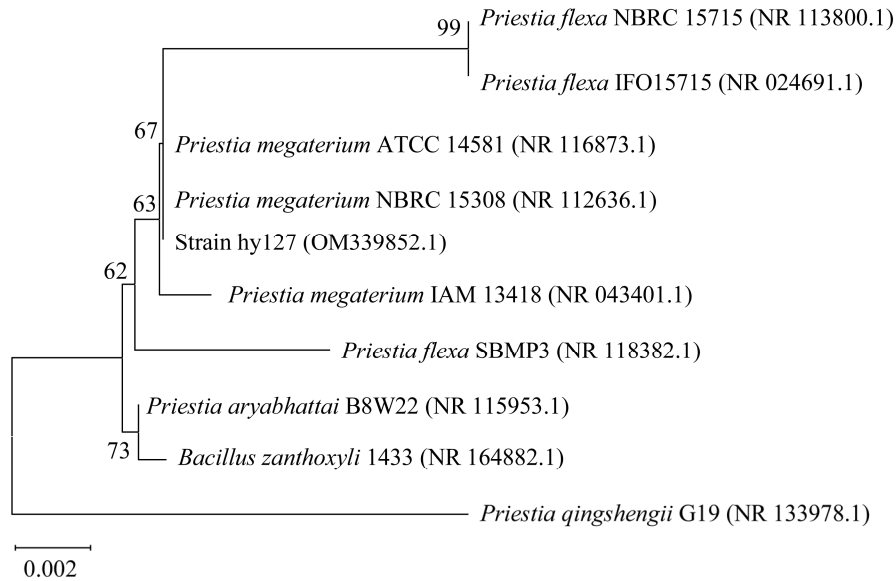 99
Priestia flexa NBRC 15715 (NR 113800.1)
Priestia flexa IFO15715 (NR 024691.1)
67
Priestia megaterium ATCC 14581 (NR 116873.1)
63
Priestia megaterium NBRC 15308 (NR 112636.1)
Strain hy127 (OM339852.1)
62
Priestia megaterium IAM 13418 (NR 043401.1)
Priestia flexa SBMP3 (NR 118382.1)
Priestia aryabhattai B8W22 (NR 115953.1)
73
Bacillus zanthoxyli 1433 (NR 164882.1)
Priestia qingshengii G19 (NR 133978.1)
0.002